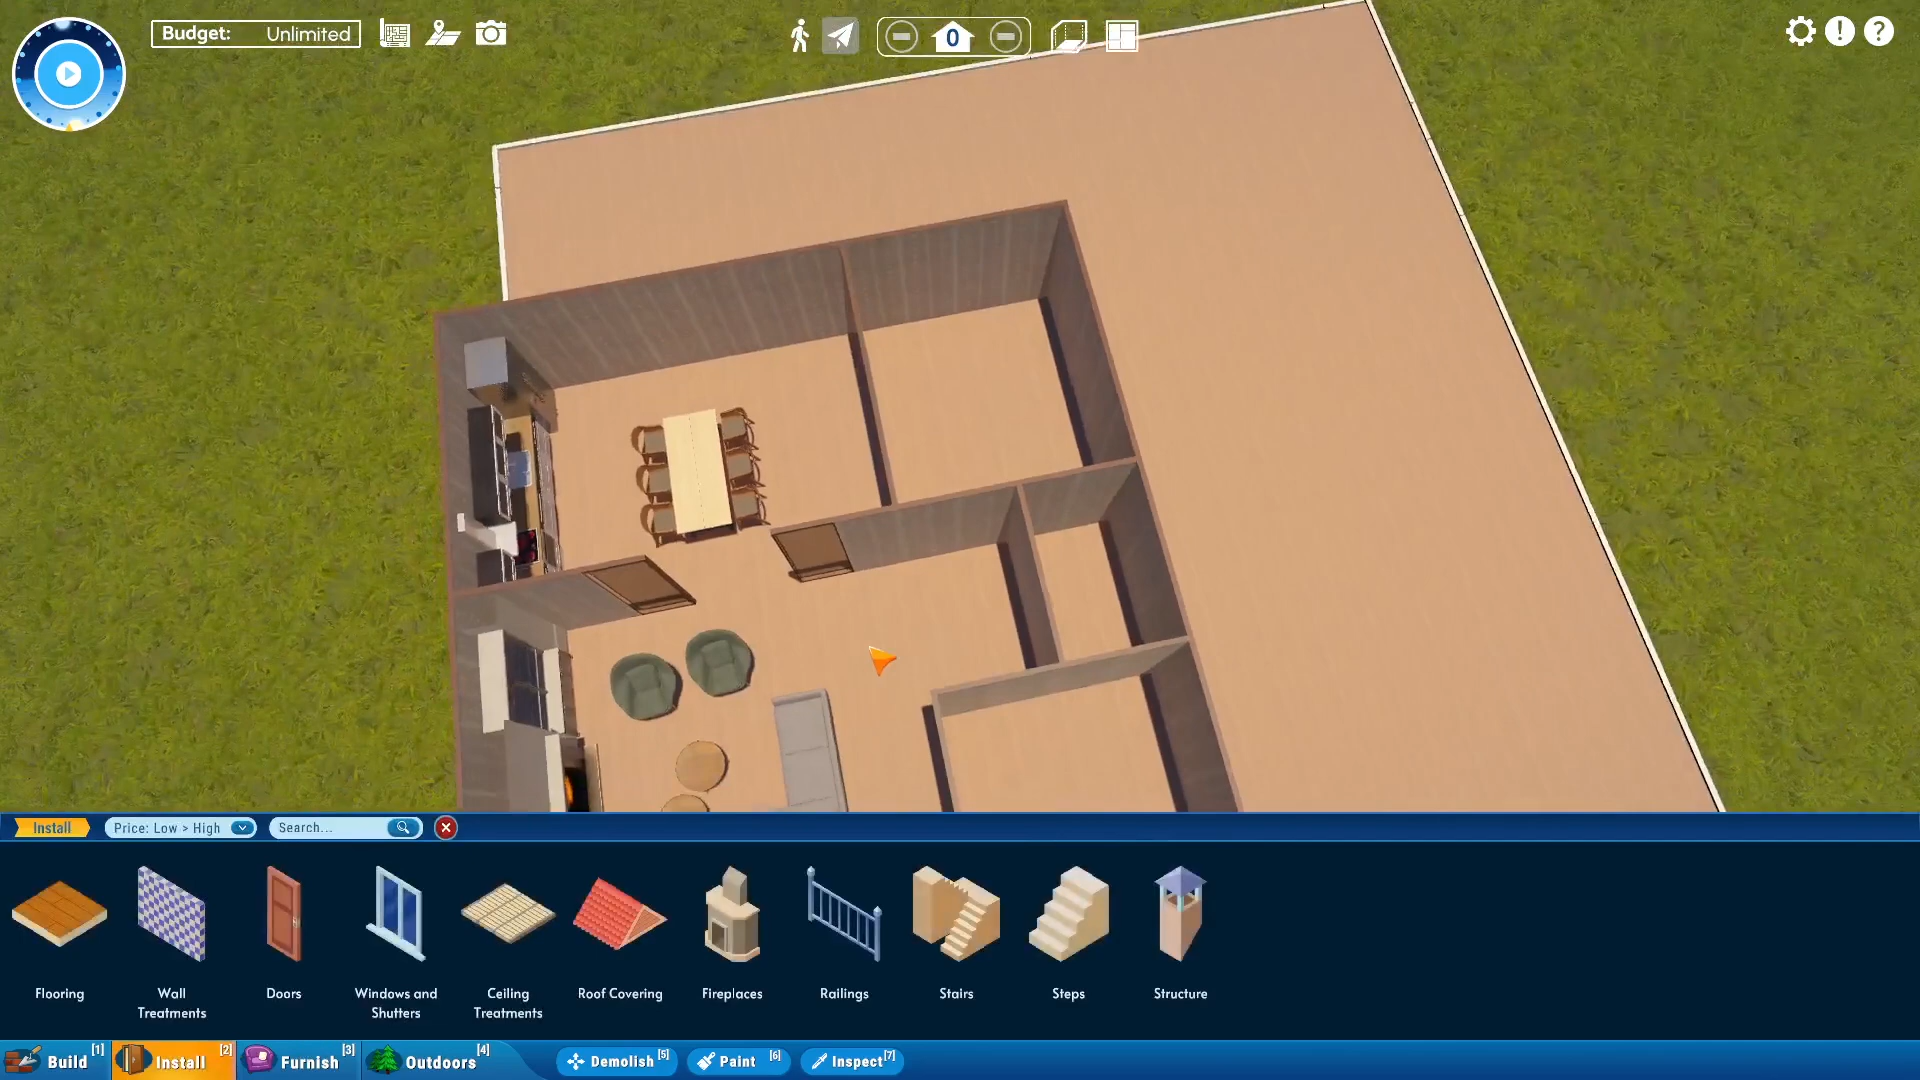 Budget: Unlimited
0
Install
Price: Low > High
Search...
Flooring
Wall
Treatments
Doors
Windows and
Shutters
Ceiling
Treatments
Roof Covering
Fireplaces
Railings
Stairs
Steps
Structure
Build [1]
Install [2]
Furnish [3]
Outdoors [4]
Demolish [5]
Paint [6]
Inspect [7]